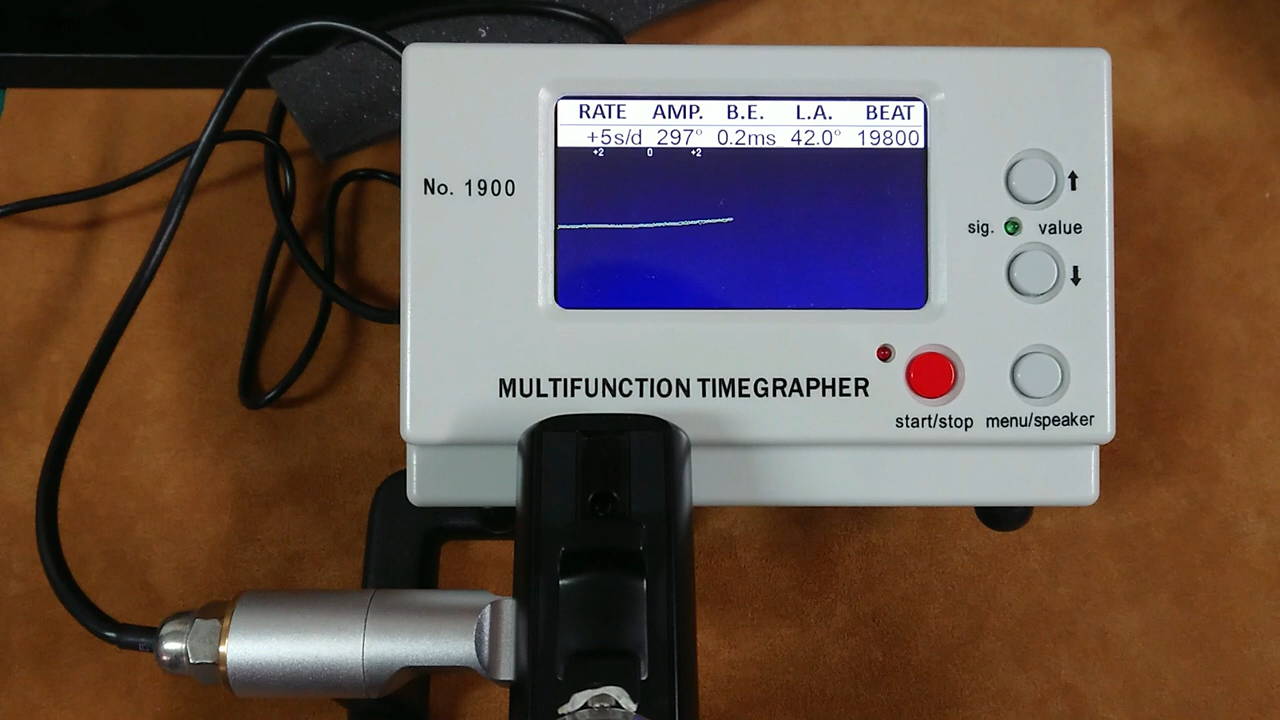 RATE AMP. B.E. L.A. BEAT
+5s/d 297° 0.2ms 42.0° 19800
+2 0 +2
No. 1900
sig. value
MULTIFUNCTION TIMEGRAPHER
start/stop menu/speaker